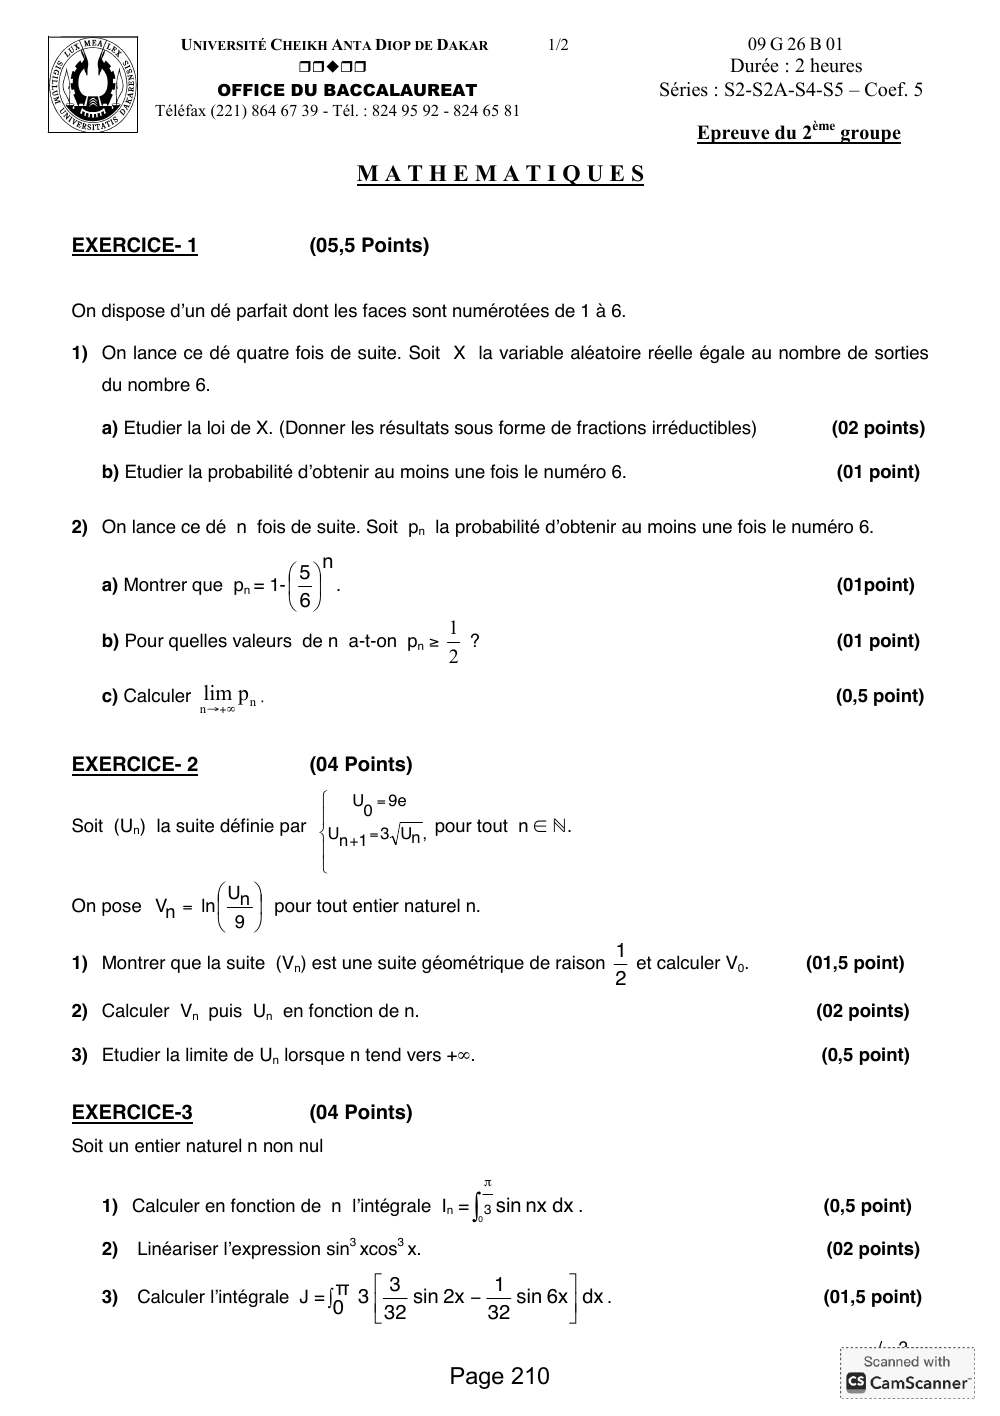 UNIVERSITÉ CHEIKH ANTA DIOP DE DAKAR 1/2 09 G 26 B 01
❒❒◆❒❒ Durée : 2 heures
OFFICE DU BACCALAUREAT Séries : S2-S2A-S4-S5 – Coef. 5
Téléfax (221) 864 67 39 - Tél. : 824 95 92 - 824 65 81
Epreuve du 2ème groupe
SIGILLUM UNIVERSITATIS DAKARENSIS LUX MEA LEX
M A T H E M A T I Q U E S
EXERCICE- 1 (05,5 Points)
On dispose d’un dé parfait dont les faces sont numérotées de 1 à 6.
1) On lance ce dé quatre fois de suite. Soit X la variable aléatoire réelle égale au nombre de sorties
du nombre 6.
a) Etudier la loi de X. (Donner les résultats sous forme de fractions irréductibles) (02 points)
b) Etudier la probabilité d’obtenir au moins une fois le numéro 6. (01 point)
2) On lance ce dé n fois de suite. Soit pn la probabilité d’obtenir au moins une fois le numéro 6.
a) Montrer que pn = 1-(5/6)^n . (01point)
b) Pour quelles valeurs de n a-t-on pn ≥ 1/2 ? (01 point)
c) Calculer lim n→+∞ pn . (0,5 point)
EXERCICE- 2 (04 Points)
Soit (Un) la suite définie par { U0 = 9e
Un+1 = 3√Un , pour tout n ∈ ℕ.
On pose Vn = ln(Un/9) pour tout entier naturel n.
1) Montrer que la suite (Vn) est une suite géométrique de raison 1/2 et calculer V0. (01,5 point)
2) Calculer Vn puis Un en fonction de n. (02 points)
3) Etudier la limite de Un lorsque n tend vers +∞. (0,5 point)
EXERCICE-3 (04 Points)
Soit un entier naturel n non nul
1) Calculer en fonction de n l’intégrale In = ∫0 π/3 sin nx dx . (0,5 point)
2) Linéariser l’expression sin³ xcos³ x. (02 points)
3) Calculer l’intégrale J = ∫0 π 3 [3/32 sin 2x − 1/32 sin 6x] dx . (01,5 point)
Page 210
Scanned with
CS CamScanner